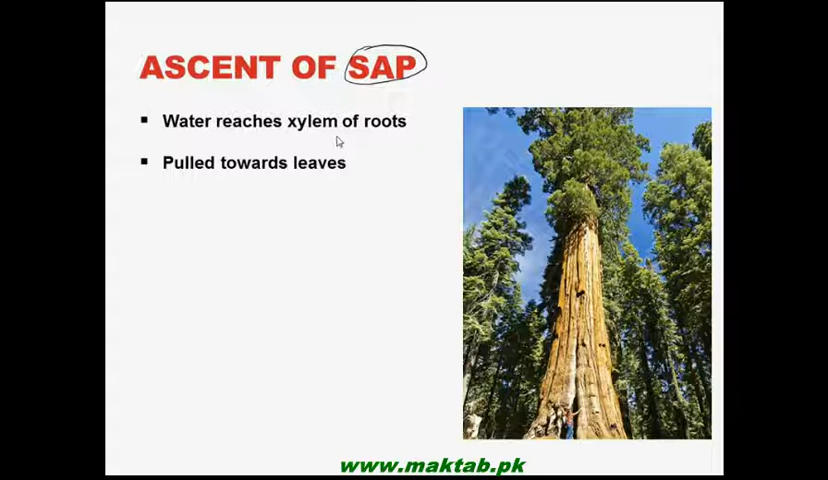 ASCENT OF SAP
Water reaches xylem of roots
Pulled towards leaves
www.maktab.pk